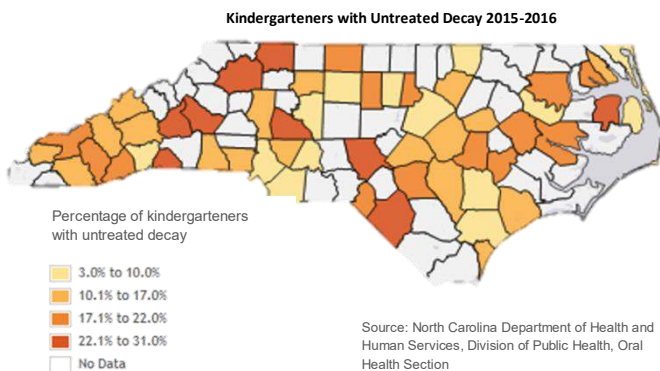 Kindergarteners with Untreated Decay 2015-2016
Percentage of kindergarteners
with untreated decay
3.0% to 10.0%
10.1% to 17.0%
17.1% to 22.0%
22.1% to 31.0%
No Data
Source: North Carolina Department of Health and
Human Services, Division of Public Health, Oral
Health Section